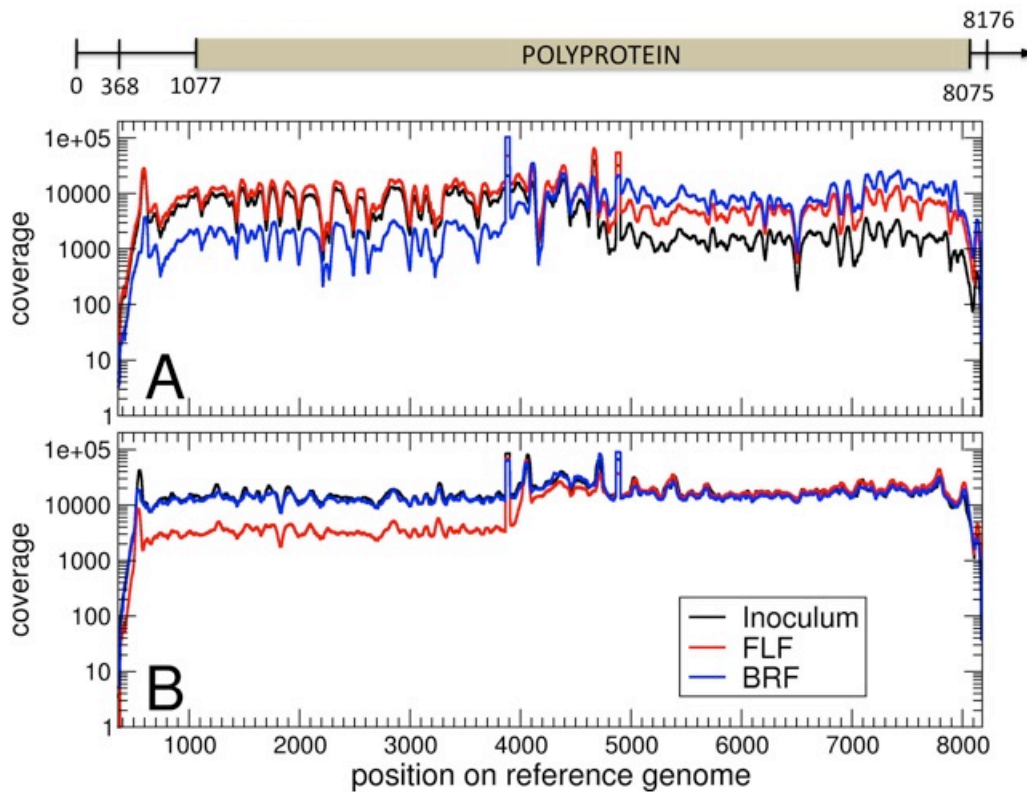 8176
POLYPROTEIN
0 368 1077 8075
1e+05
10000
1000
100
10
1
coverage
A
1e+05
10000
1000
100
10
1
coverage
B
Inoculum
FLF
BRF
1000 2000 3000 4000 5000 6000 7000 8000
position on reference genome